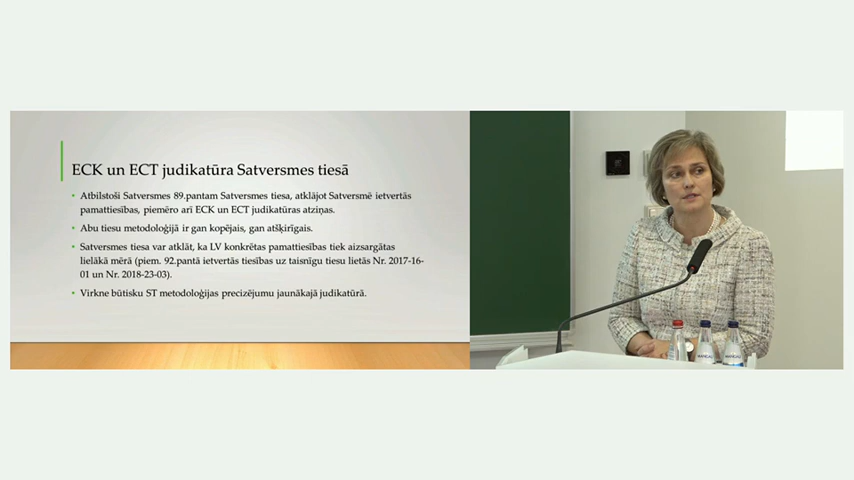 ECK un ECT judikatūra Satversmes tiesā
Atbilstoši Satversmes 89.pantam Satversmes tiesa, atklājot Satversmē ietvertās
pamattiesības, piemēro arī ECK un ECT judikatūras atziņas.
Abu tiesu metodoloģijā ir gan kopējais, gan atšķirīgais.
Satversmes tiesa var atklāt, ka LV konkrētas pamattiesības tiek aizsargātas
lielākā mērā (piem. 92.pantā ietvertās tiesības uz taisnīgu tiesu lietās Nr. 2017-16-
01 un Nr. 2018-23-03).
Virkne būtisku ST metodoloģijas precizējumu jaunākajā judikatūrā.